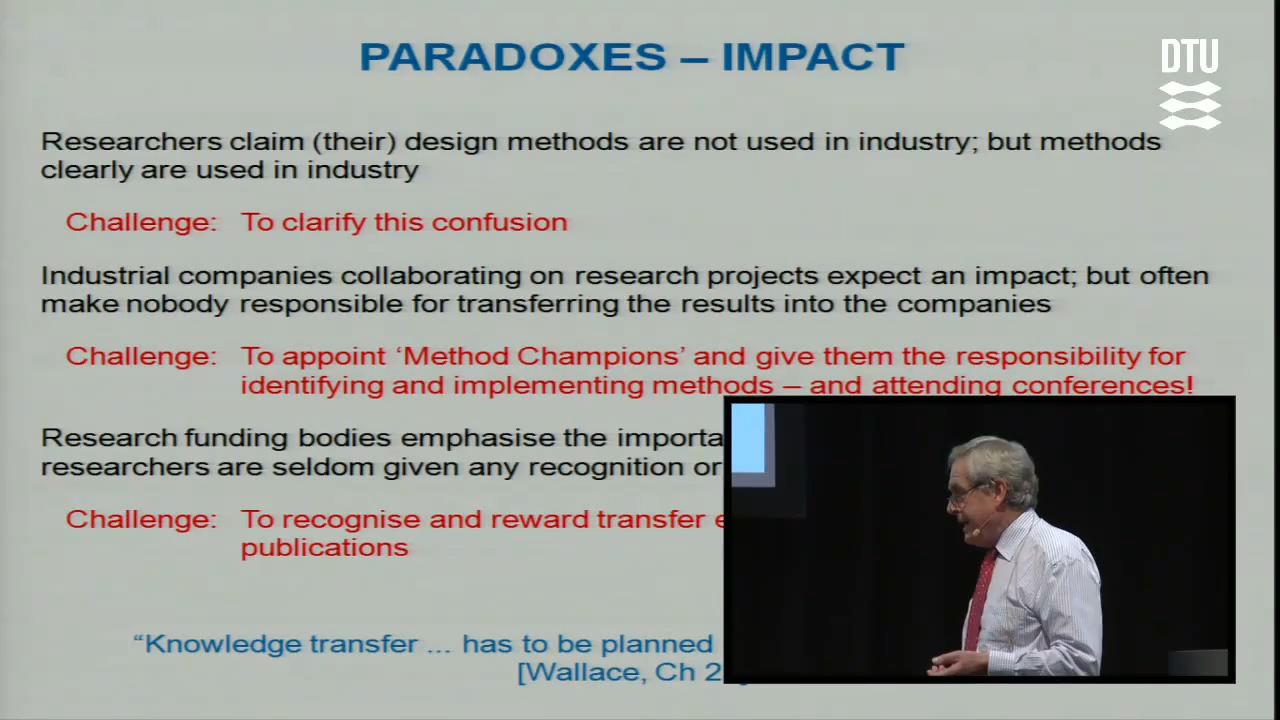 PARADOXES – IMPACT
DTU
Researchers claim (their) design methods are not used in industry; but methods
clearly are used in industry
Challenge: To clarify this confusion
Industrial companies collaborating on research projects expect an impact; but often
make nobody responsible for transferring the results into the companies
Challenge: To appoint ‘Method Champions’ and give them the responsibility for
identifying and implementing methods – and attending conferences!
Research funding bodies emphasise the
researchers are seldom given any recognition or
Challenge: To recognise and reward transfer
publications
“Knowledge transfer ... has to be planned
[Wallace, Ch 2